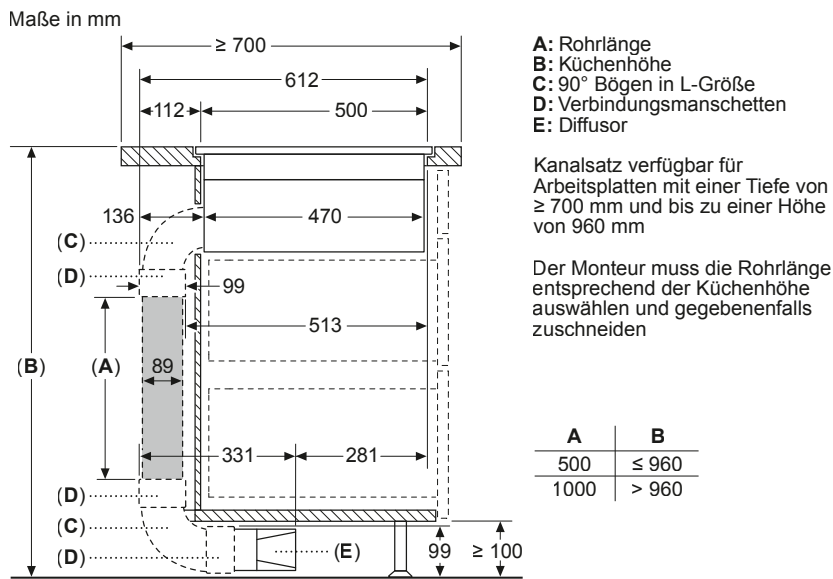 Maße in mm
≥ 700
612
112
500
136
470
(C)
(D)
99
513
(B)
(A)
89
331
281
(D)
(C)
(D)
(E)
99
≥ 100
A: Rohrlänge
B: Küchenhöhe
C: 90° Bögen in L-Größe
D: Verbindungsmanschetten
E: Diffusor
Kanalsatz verfügbar für
Arbeitsplatten mit einer Tiefe von
≥ 700 mm und bis zu einer Höhe
von 960 mm
Der Monteur muss die Rohrlänge
entsprechend der Küchenhöhe
auswählen und gegebenenfalls
zuschneiden
A B
500 ≤ 960
1000 > 960